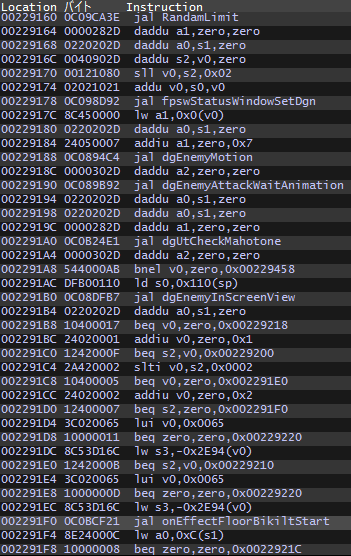 Location バイト Instruction
00229160 0C09CA3E jal RandamLimit
00229164 0000282D daddu a1,zero,zero
00229168 0220202D daddu a0,s1,zero
0022916C 0040902D daddu s2,v0,zero
00229170 00121080 sll v0,s2,0x02
00229174 02021021 addu v0,s0,v0
00229178 0C098D92 jal fpswStatusWindowSetDgn
0022917C 8C450000 lw a1,0x0(v0)
00229180 0220202D daddu a0,s1,zero
00229184 24050007 addiu a1,zero,0x7
00229188 0C0894C4 jal dgEnemyMotion
0022918C 0000302D daddu a2,zero,zero
00229190 0C089B92 jal dgEnemyAttackWaitAnimation
00229194 0220202D daddu a0,s1,zero
00229198 0220202D daddu a0,s1,zero
0022919C 0000282D daddu a1,zero,zero
002291A0 0C0B24E1 jal dgUtCheckMahotone
002291A4 0000302D daddu a2,zero,zero
002291A8 544000AB bnel v0,zero,0x00229458
002291AC DFB00110 ld s0,0x110(sp)
002291B0 0C08DFB7 jal dgEnemyInScreenView
002291B4 0220202D daddu a0,s1,zero
002291B8 10400017 beq v0,zero,0x00229218
002291BC 24020001 addiu v0,zero,0x1
002291C0 1242000F beq s2,v0,0x00229200
002291C4 2A420002 slti v0,s2,0x0002
002291C8 10400005 beq v0,zero,0x002291E0
002291CC 24020002 addiu v0,zero,0x2
002291D0 12400007 beq s2,zero,0x002291F0
002291D4 3C020065 lui v0,0x0065
002291D8 10000011 beq zero,zero,0x00229220
002291DC 8C53D16C lw s3,-0x2E94(v0)
002291E0 1242000B beq s2,v0,0x00229210
002291E4 3C020065 lui v0,0x0065
002291E8 1000000D beq zero,zero,0x00229220
002291EC 8C53D16C lw s3,-0x2E94(v0)
002291F0 0C0BCF21 jal onEffectFloorBikiltStart
002291F4 8E24000C lw a0,0xC(s1)
002291F8 10000008 beq zero,zero,0x0022921C